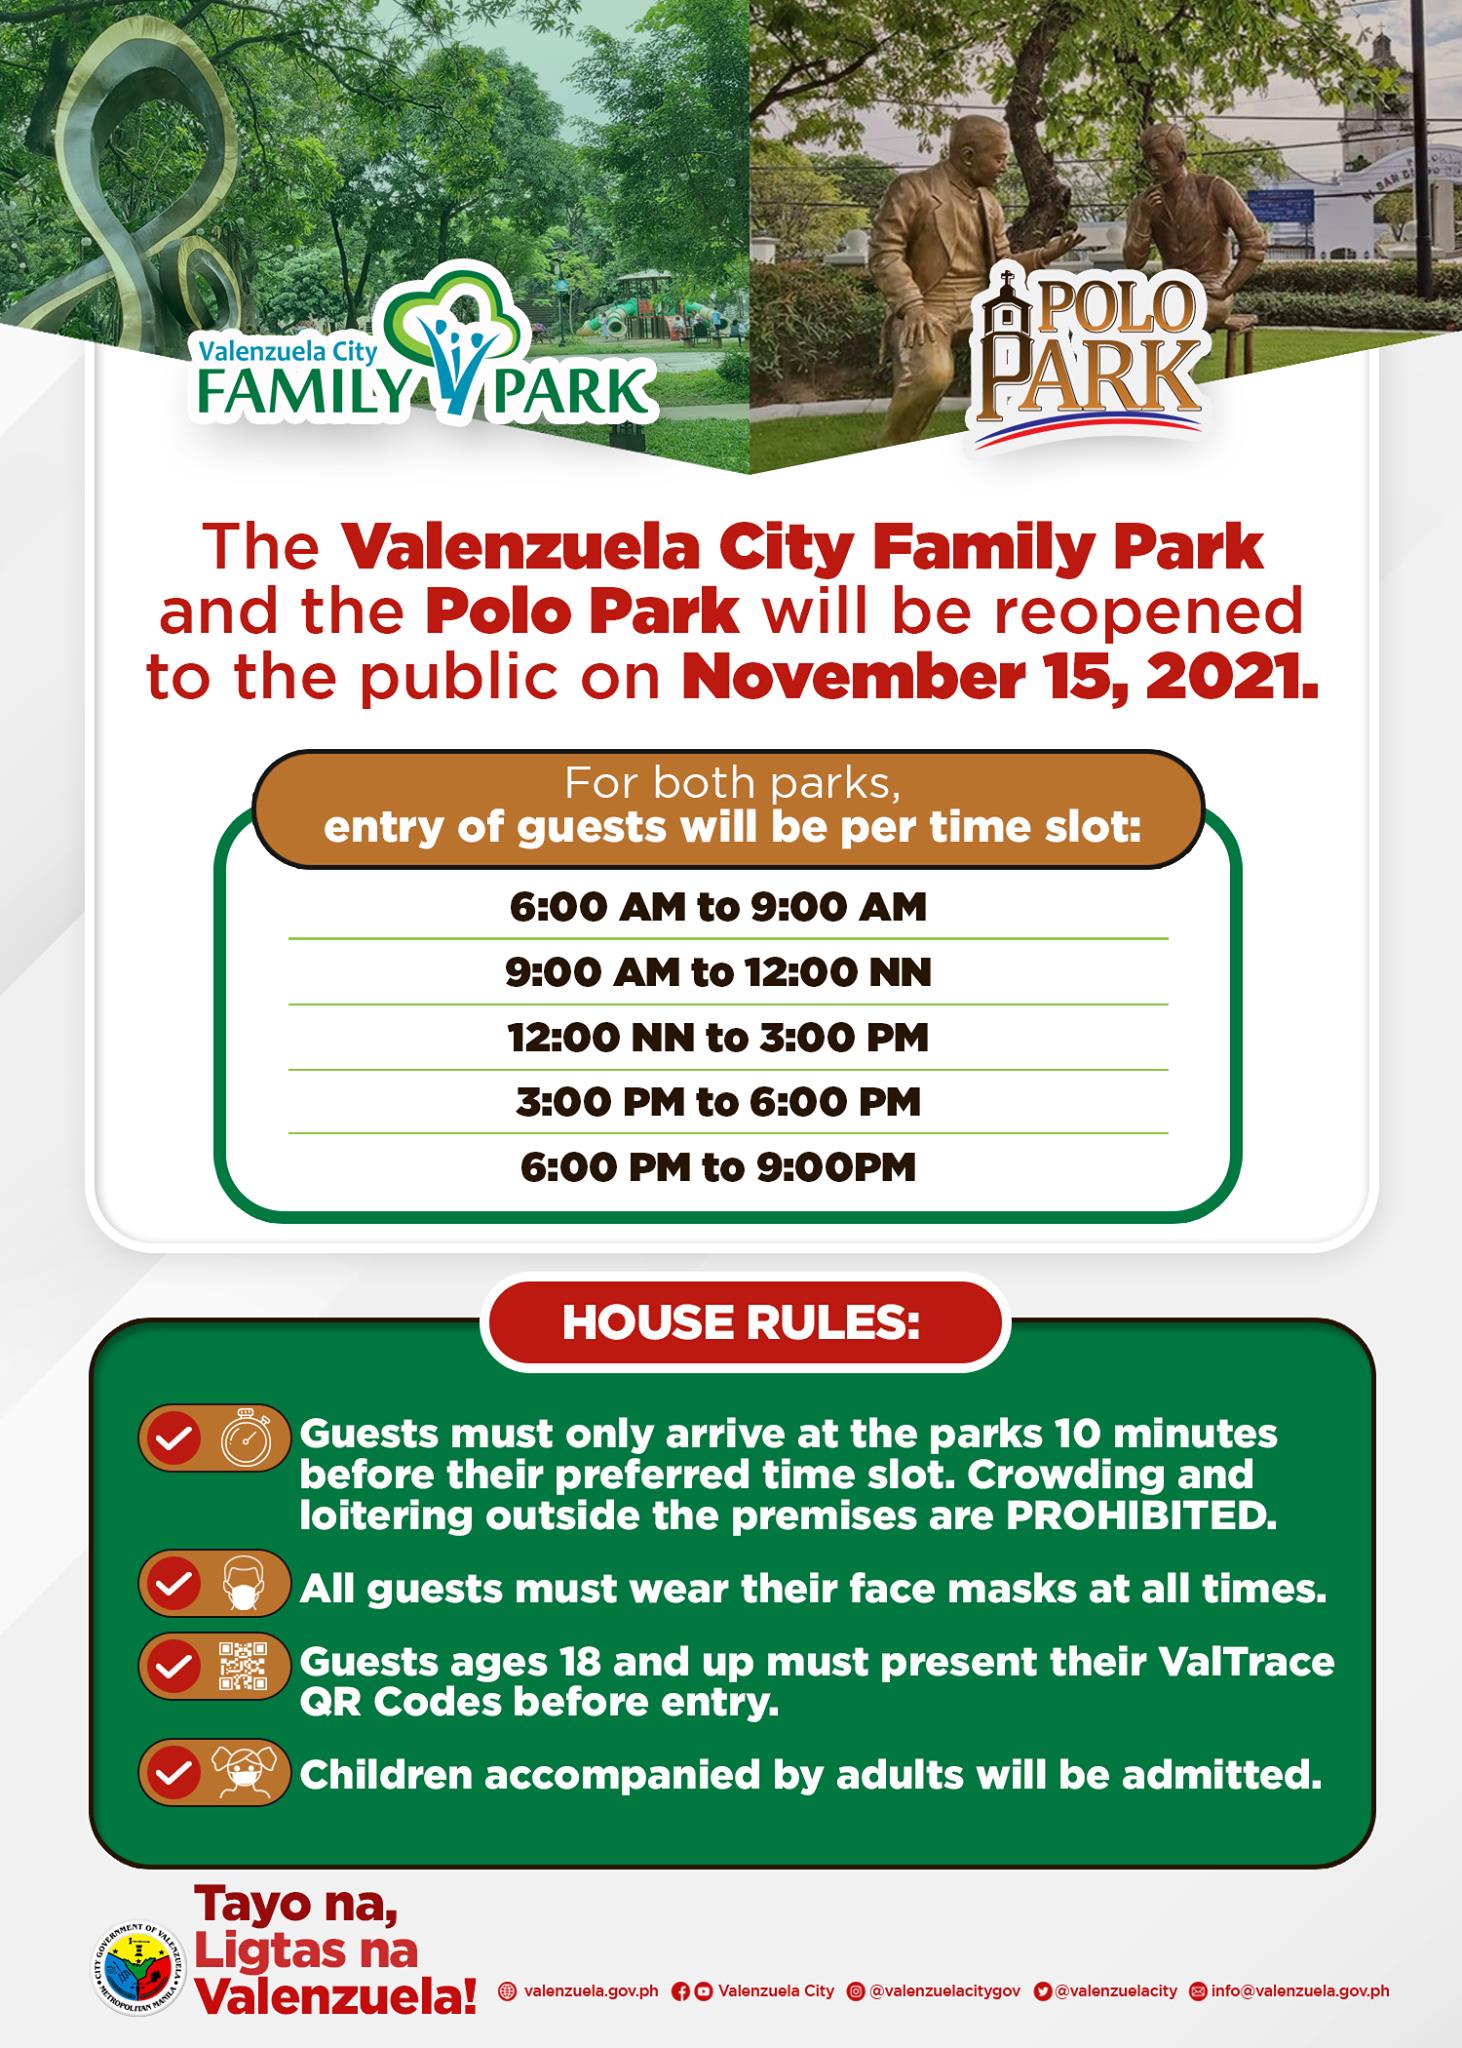 Valenzuela City
FAMILY PARK
POLO
PARK
The Valenzuela City Family Park
and the Polo Park will be reopened
to the public on November 15, 2021.
For both parks,
entry of guests will be per time slot:
6:00 AM to 9:00 AM
9:00 AM to 12:00 NN
12:00 NN to 3:00 PM
3:00 PM to 6:00 PM
6:00 PM to 9:00PM
HOUSE RULES:
Guests must only arrive at the parks 10 minutes
before their preferred time slot. Crowding and
loitering outside the premises are PROHIBITED.
All guests must wear their face masks at all times.
Guests ages 18 and up must present their ValTrace
QR Codes before entry.
Children accompanied by adults will be admitted.
Tayo na,
Ligtas na
Valenzuela!
CITY GOVERNMENT OF VALENZUELA
METROPOLITAN MANILA
valenzuela.gov.ph Valenzuela City @valenzuelacitygov @valenzuelacity info@valenzuela.gov.ph